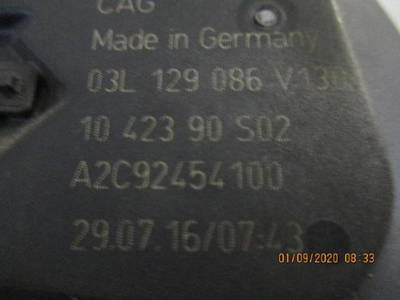 CAG
Made in Germany
03L 129 086 V130
10 423 90 S02
A2C92454100
29.07.16/07:43
01/09/2020 08:33